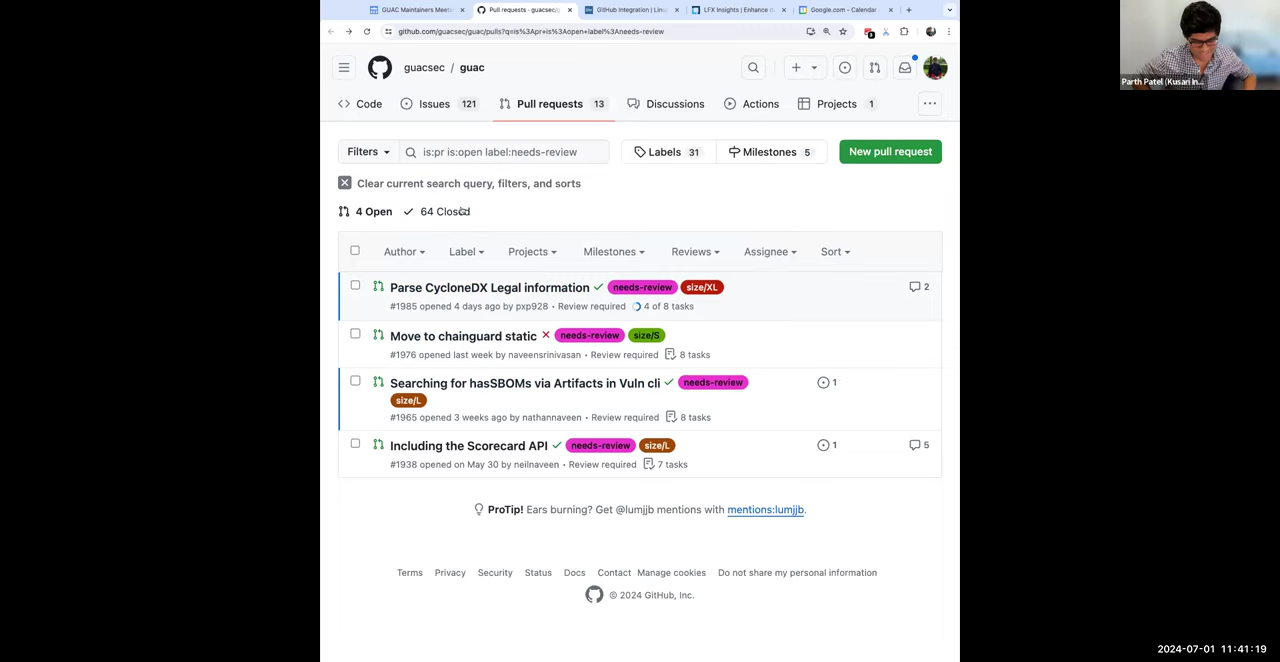 GUAC Maintainers Meeti
Pull requests · guacsec/gu
GitHub Integration | Linu
LFX Insights | Enhance
Google.com - Calendar -
github.com/guacsec/guac/pulls?q=is%3Apr+is%3Aopen+label%3Aneeds-review
Parth Patel (Kusari In...
guacsec / guac
Code Issues 121 Pull requests 13 Discussions Actions Projects 1
Filters is:pr is:open label:needs-review Labels 31 Milestones 5 New pull request
Clear current search query, filters, and sorts
4 Open 64 Closed
Author Label Projects Milestones Reviews Assignee Sort
Parse CycloneDX Legal information needs-review size/XL 2
#1985 opened 4 days ago by pxp928 • Review required 4 of 8 tasks
Move to chainguard static needs-review size/S
#1976 opened last week by naveensrinivasan • Review required 8 tasks
Searching for hasSBOMs via Artifacts in Vuln cli needs-review 1
size/L
#1965 opened 3 weeks ago by nathannaveen • Review required 8 tasks
Including the Scorecard API needs-review size/L 1 5
#1938 opened on May 30 by neilnaveen • Review required 7 tasks
ProTip! Ears burning? Get @lumjjb mentions with mentions:lumjjb.
Terms Privacy Security Status Docs Contact Manage cookies Do not share my personal information
© 2024 GitHub, Inc.
2024-07-01 11:41:19